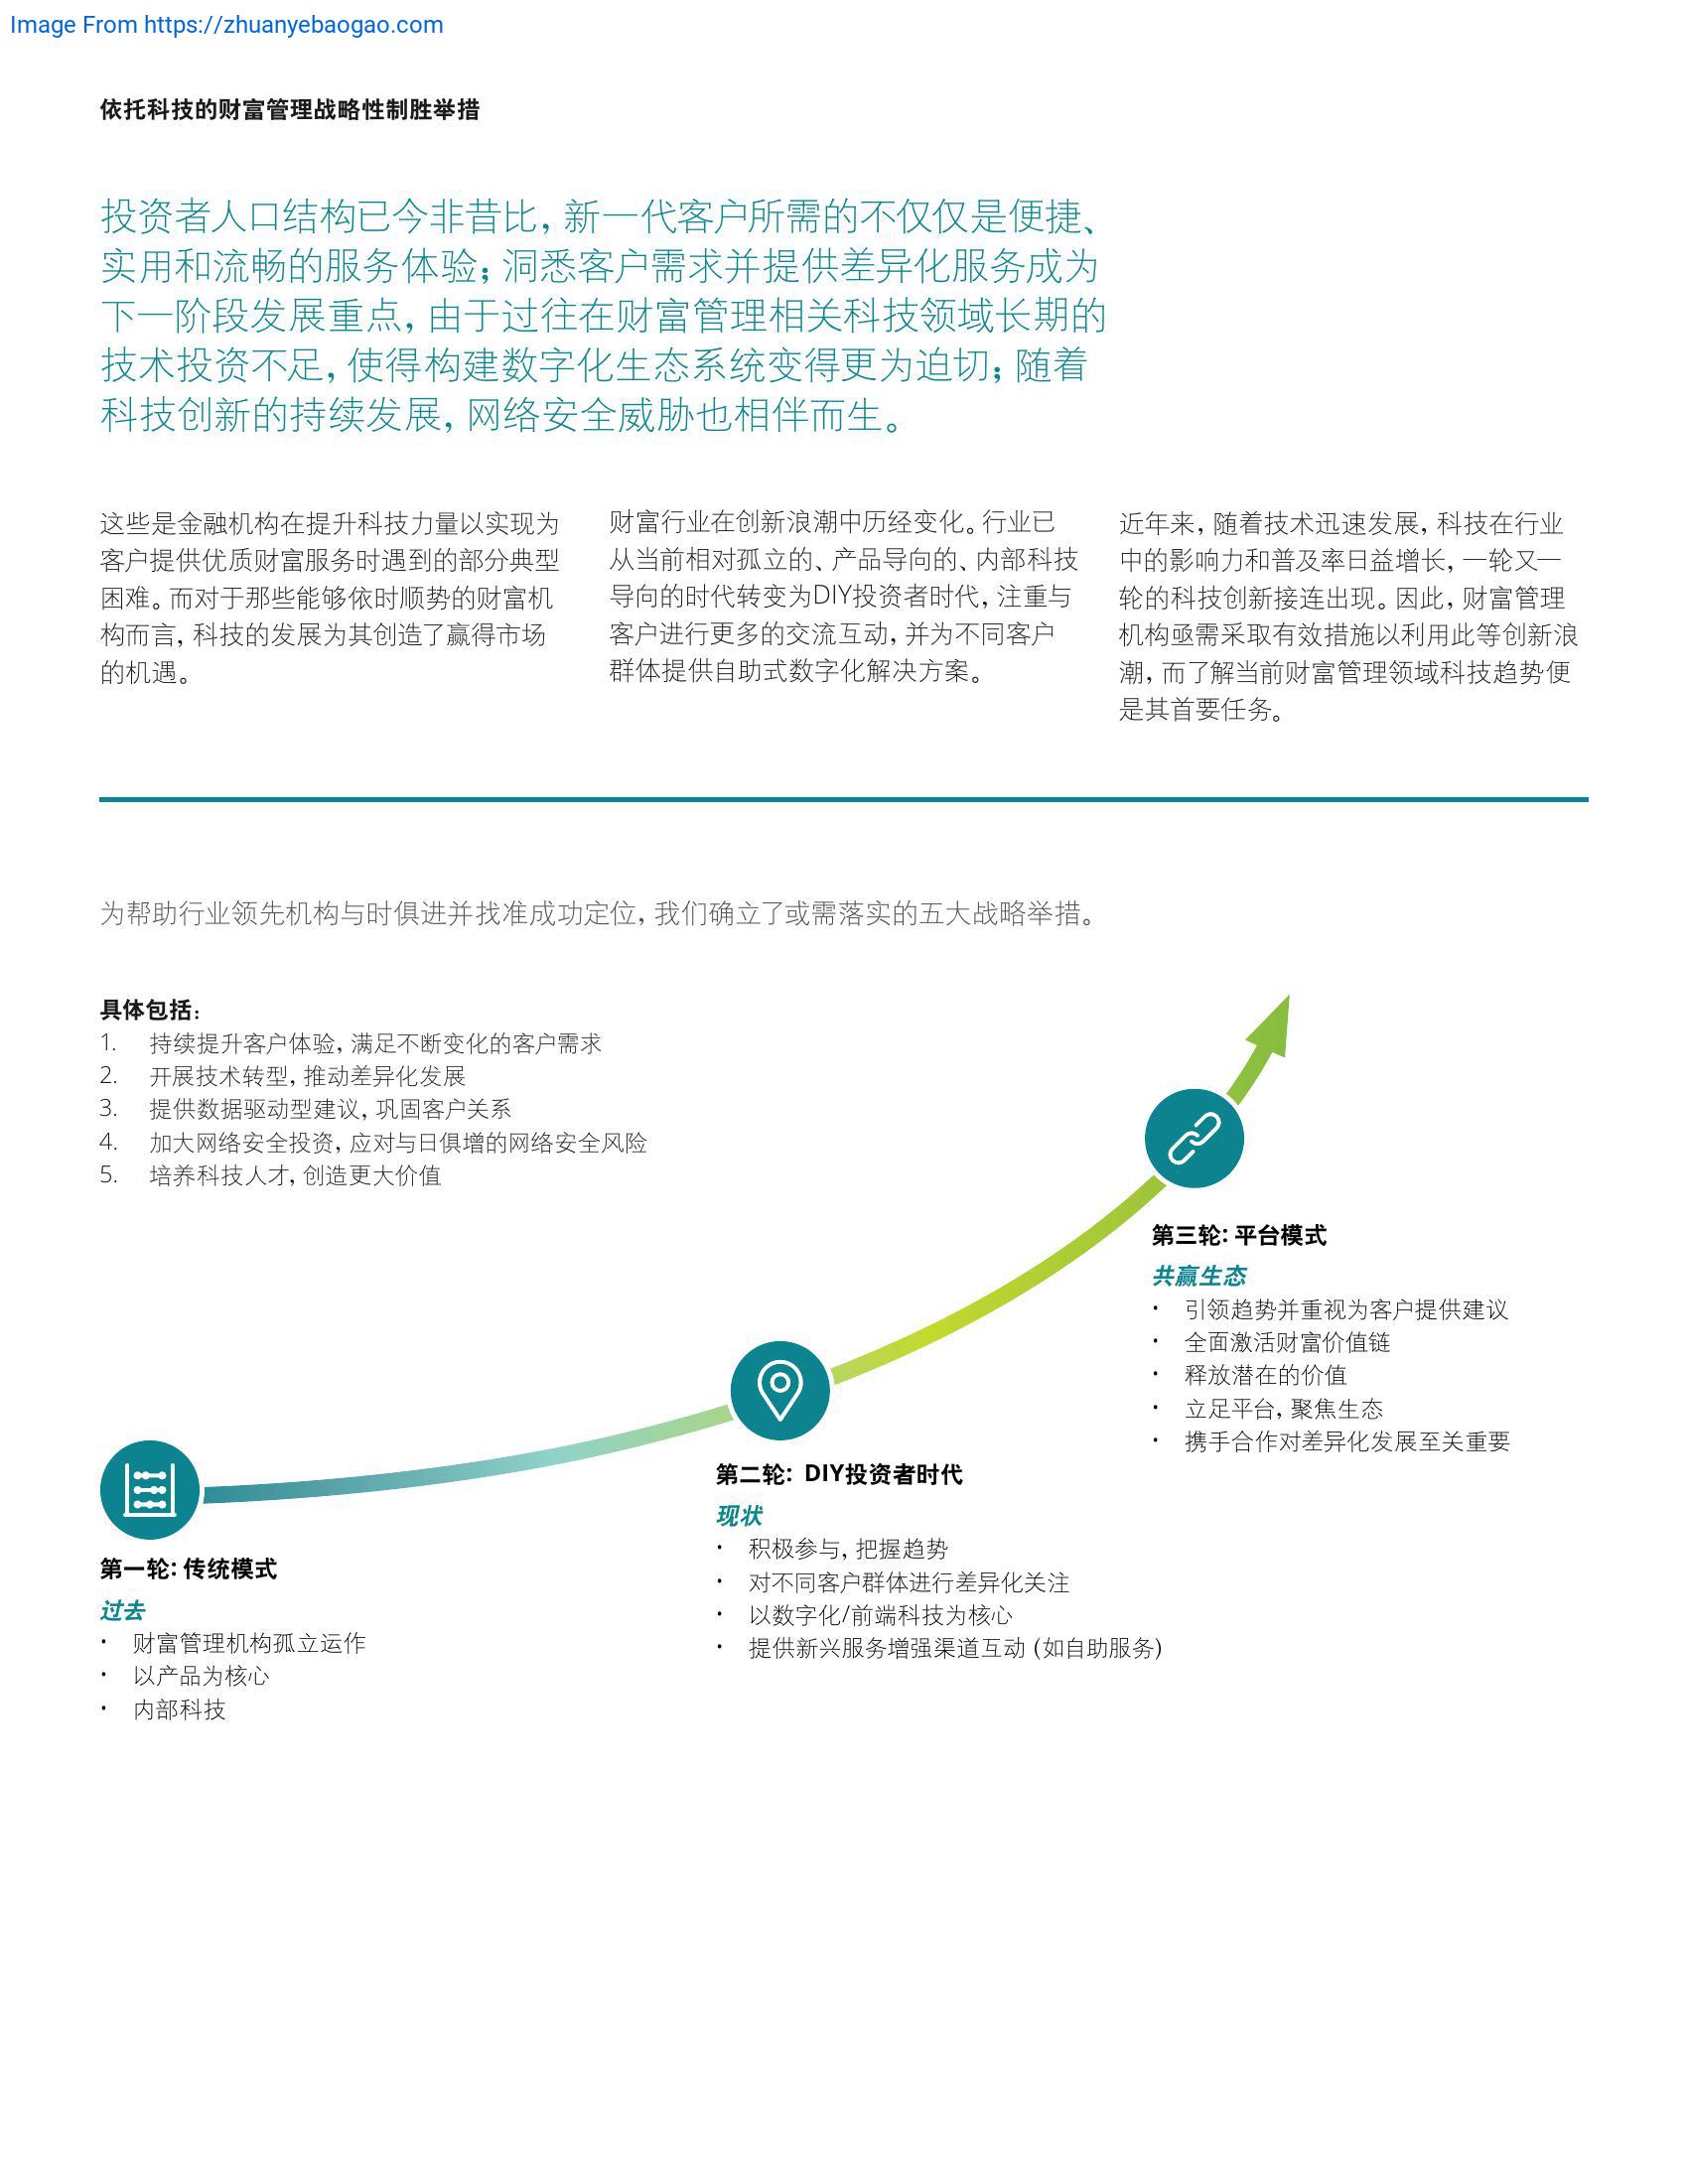 Image From https://zhuanyebaogao.com
依托科技的财富管理战略性制胜举措
投资者人口结构已今非昔比，新一代客户所需的不仅仅是便捷、
实用和流畅的服务体验；洞悉客户需求并提供差异化服务成为
下一阶段发展重点，由于过往在财富管理相关科技领域长期的
技术投资不足，使得构建数字化生态系统变得更为迫切；随着
科技创新的持续发展，网络安全威胁也相伴而生。
这些是金融机构在提升科技力量以实现为
客户提供优质财富服务时遇到的部分典型
困难。而对于那些能够依时顺势的财富机
构而言，科技的发展为其创造了赢得市场
的机遇。
财富行业在创新浪潮中历经变化。行业已
从当前相对孤立的、产品导向的、内部科技
导向的时代转变为DIY投资者时代，注重与
客户进行更多的交流互动，并为不同客户
群体提供自助式数字化解决方案。
近年来，随着技术迅速发展，科技在行业
中的影响力和普及率日益增长，一轮又一
轮的科技创新接连出现。因此，财富管理
机构亟需采取有效措施以利用此等创新浪
潮，而了解当前财富管理领域科技趋势便
是其首要任务。
为帮助行业领先机构与时俱进并找准成功定位，我们确立了或需落实的五大战略举措。
具体包括：
1. 持续提升客户体验，满足不断变化的客户需求
2. 开展技术转型，推动差异化发展
3. 提供数据驱动型建议，巩固客户关系
4. 加大网络安全投资，应对与日俱增的网络安全风险
5. 培养科技人才，创造更大价值
第三轮：平台模式
共赢生态
• 引领趋势并重视为客户提供建议
• 全面激活财富价值链
• 释放潜在的价值
• 立足平台，聚焦生态
• 携手合作对差异化发展至关重要
第二轮：DIY投资者时代
现状
• 积极参与，把握趋势
• 对不同客户群体进行差异化关注
• 以数字化/前端科技为核心
• 提供新兴服务增强渠道互动（如自助服务）
第一轮：传统模式
过去
• 财富管理机构孤立运作
• 以产品为核心
• 内部科技